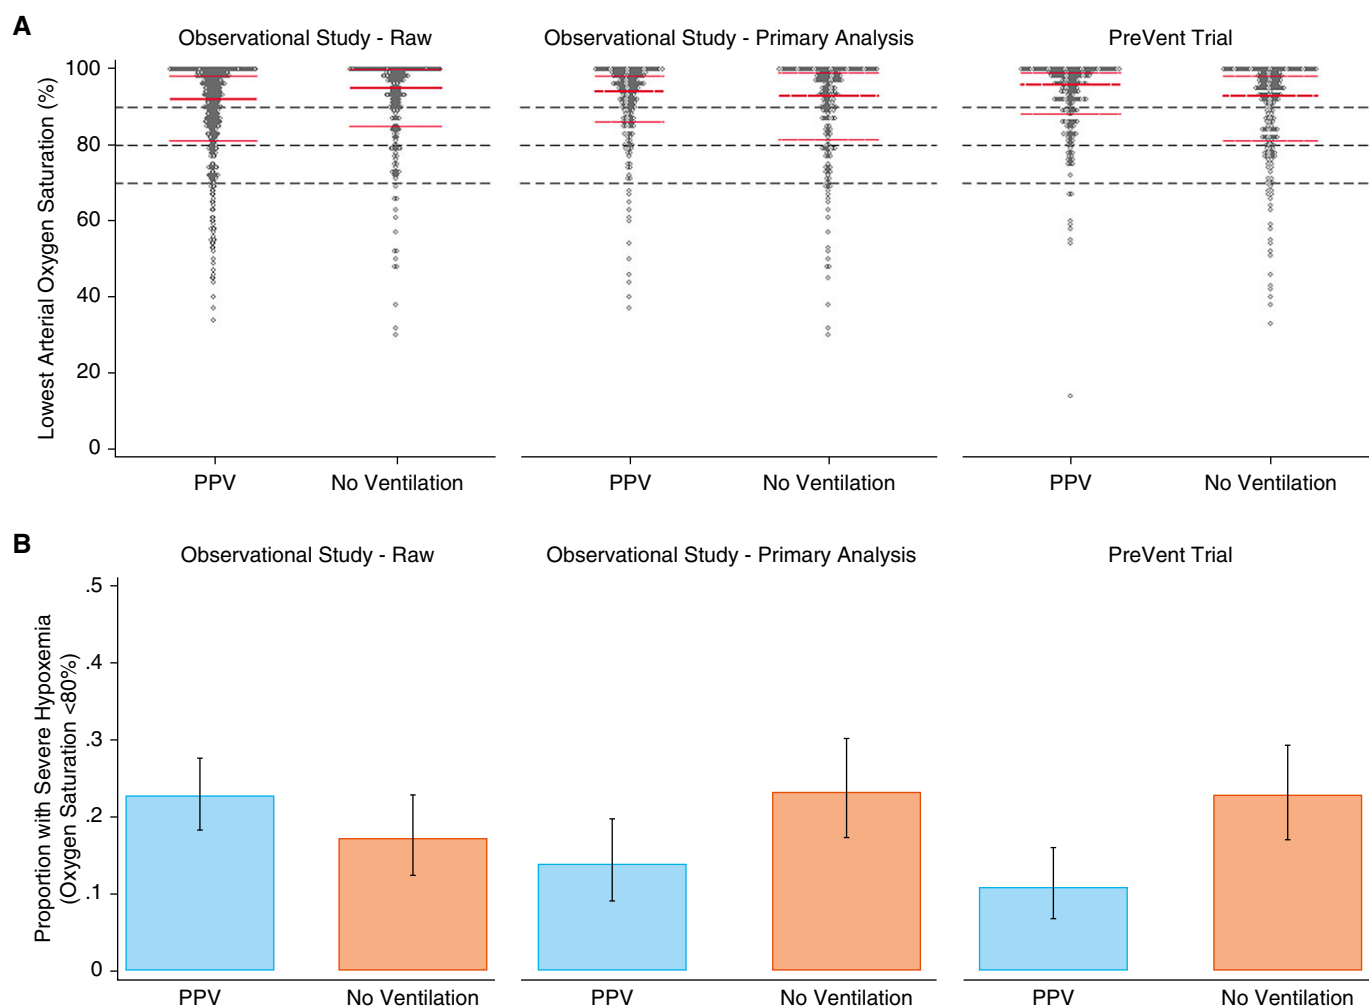 A
Observational Study - Raw
Observational Study - Primary Analysis
PreVent Trial
Lowest Arterial Oxygen Saturation (%)
100
80
60
40
20
0
PPV
No Ventilation
PPV
No Ventilation
PPV
No Ventilation
B
Observational Study - Raw
Observational Study - Primary Analysis
PreVent Trial
Proportion with Severe Hypoxemia
(Oxygen Saturation <80%)
.5
.4
.3
.2
.1
0
PPV
No Ventilation
PPV
No Ventilation
PPV
No Ventilation